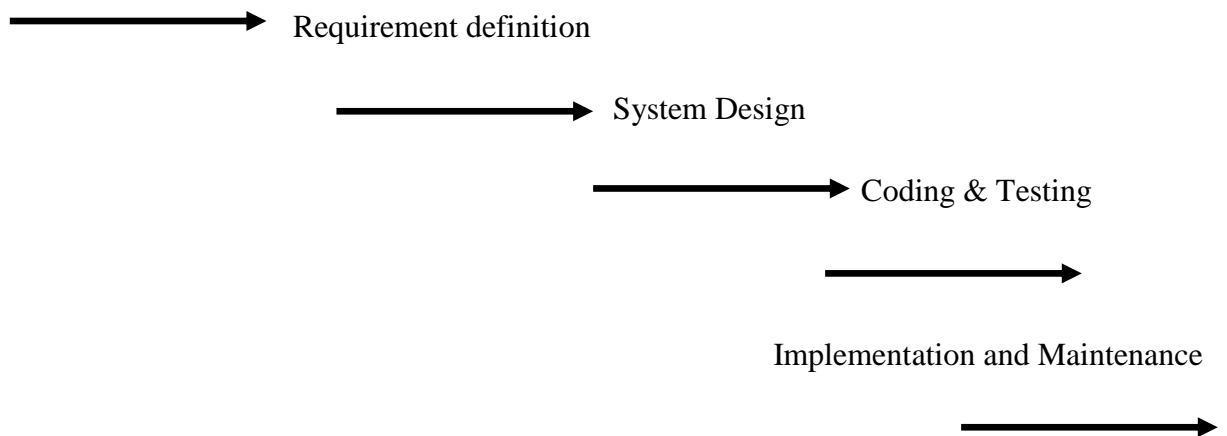 Requirement definition
System Design
Coding & Testing
Implementation and Maintenance